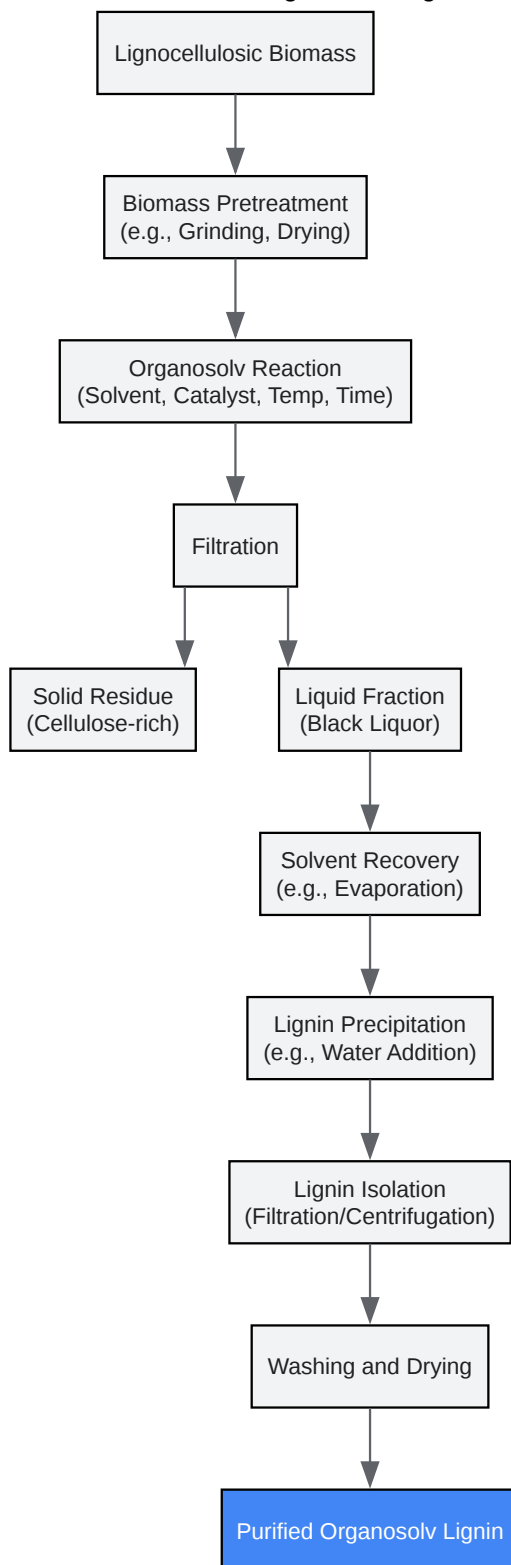 Lignocellulosic Biomass
Biomass Pretreatment
(e.g., Grinding, Drying)
Organosolv Reaction
(Solvent, Catalyst, Temp, Time)
Filtration
Solid Residue
(Cellulose-rich)
Liquid Fraction
(Black Liquor)
Solvent Recovery
(e.g., Evaporation)
Lignin Precipitation
(e.g., Water Addition)
Lignin Isolation
(Filtration/Centrifugation)
Washing and Drying
Purified Organosolv Lignin